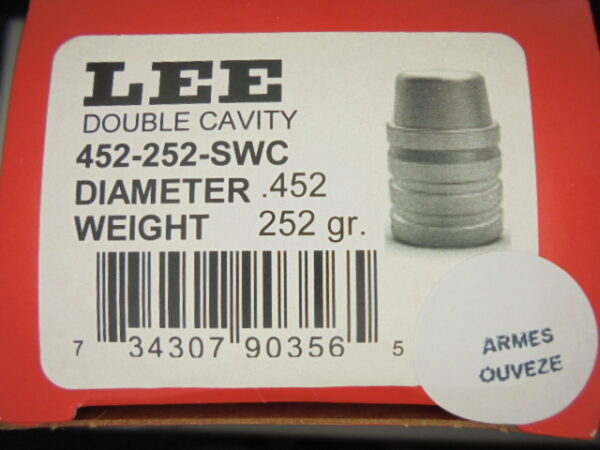 LEE
DOUBLE CAVITY
452-252-SWC
DIAMETER .452
WEIGHT 252 gr.
7 34307 90356 5
ARMES
OUVEZE